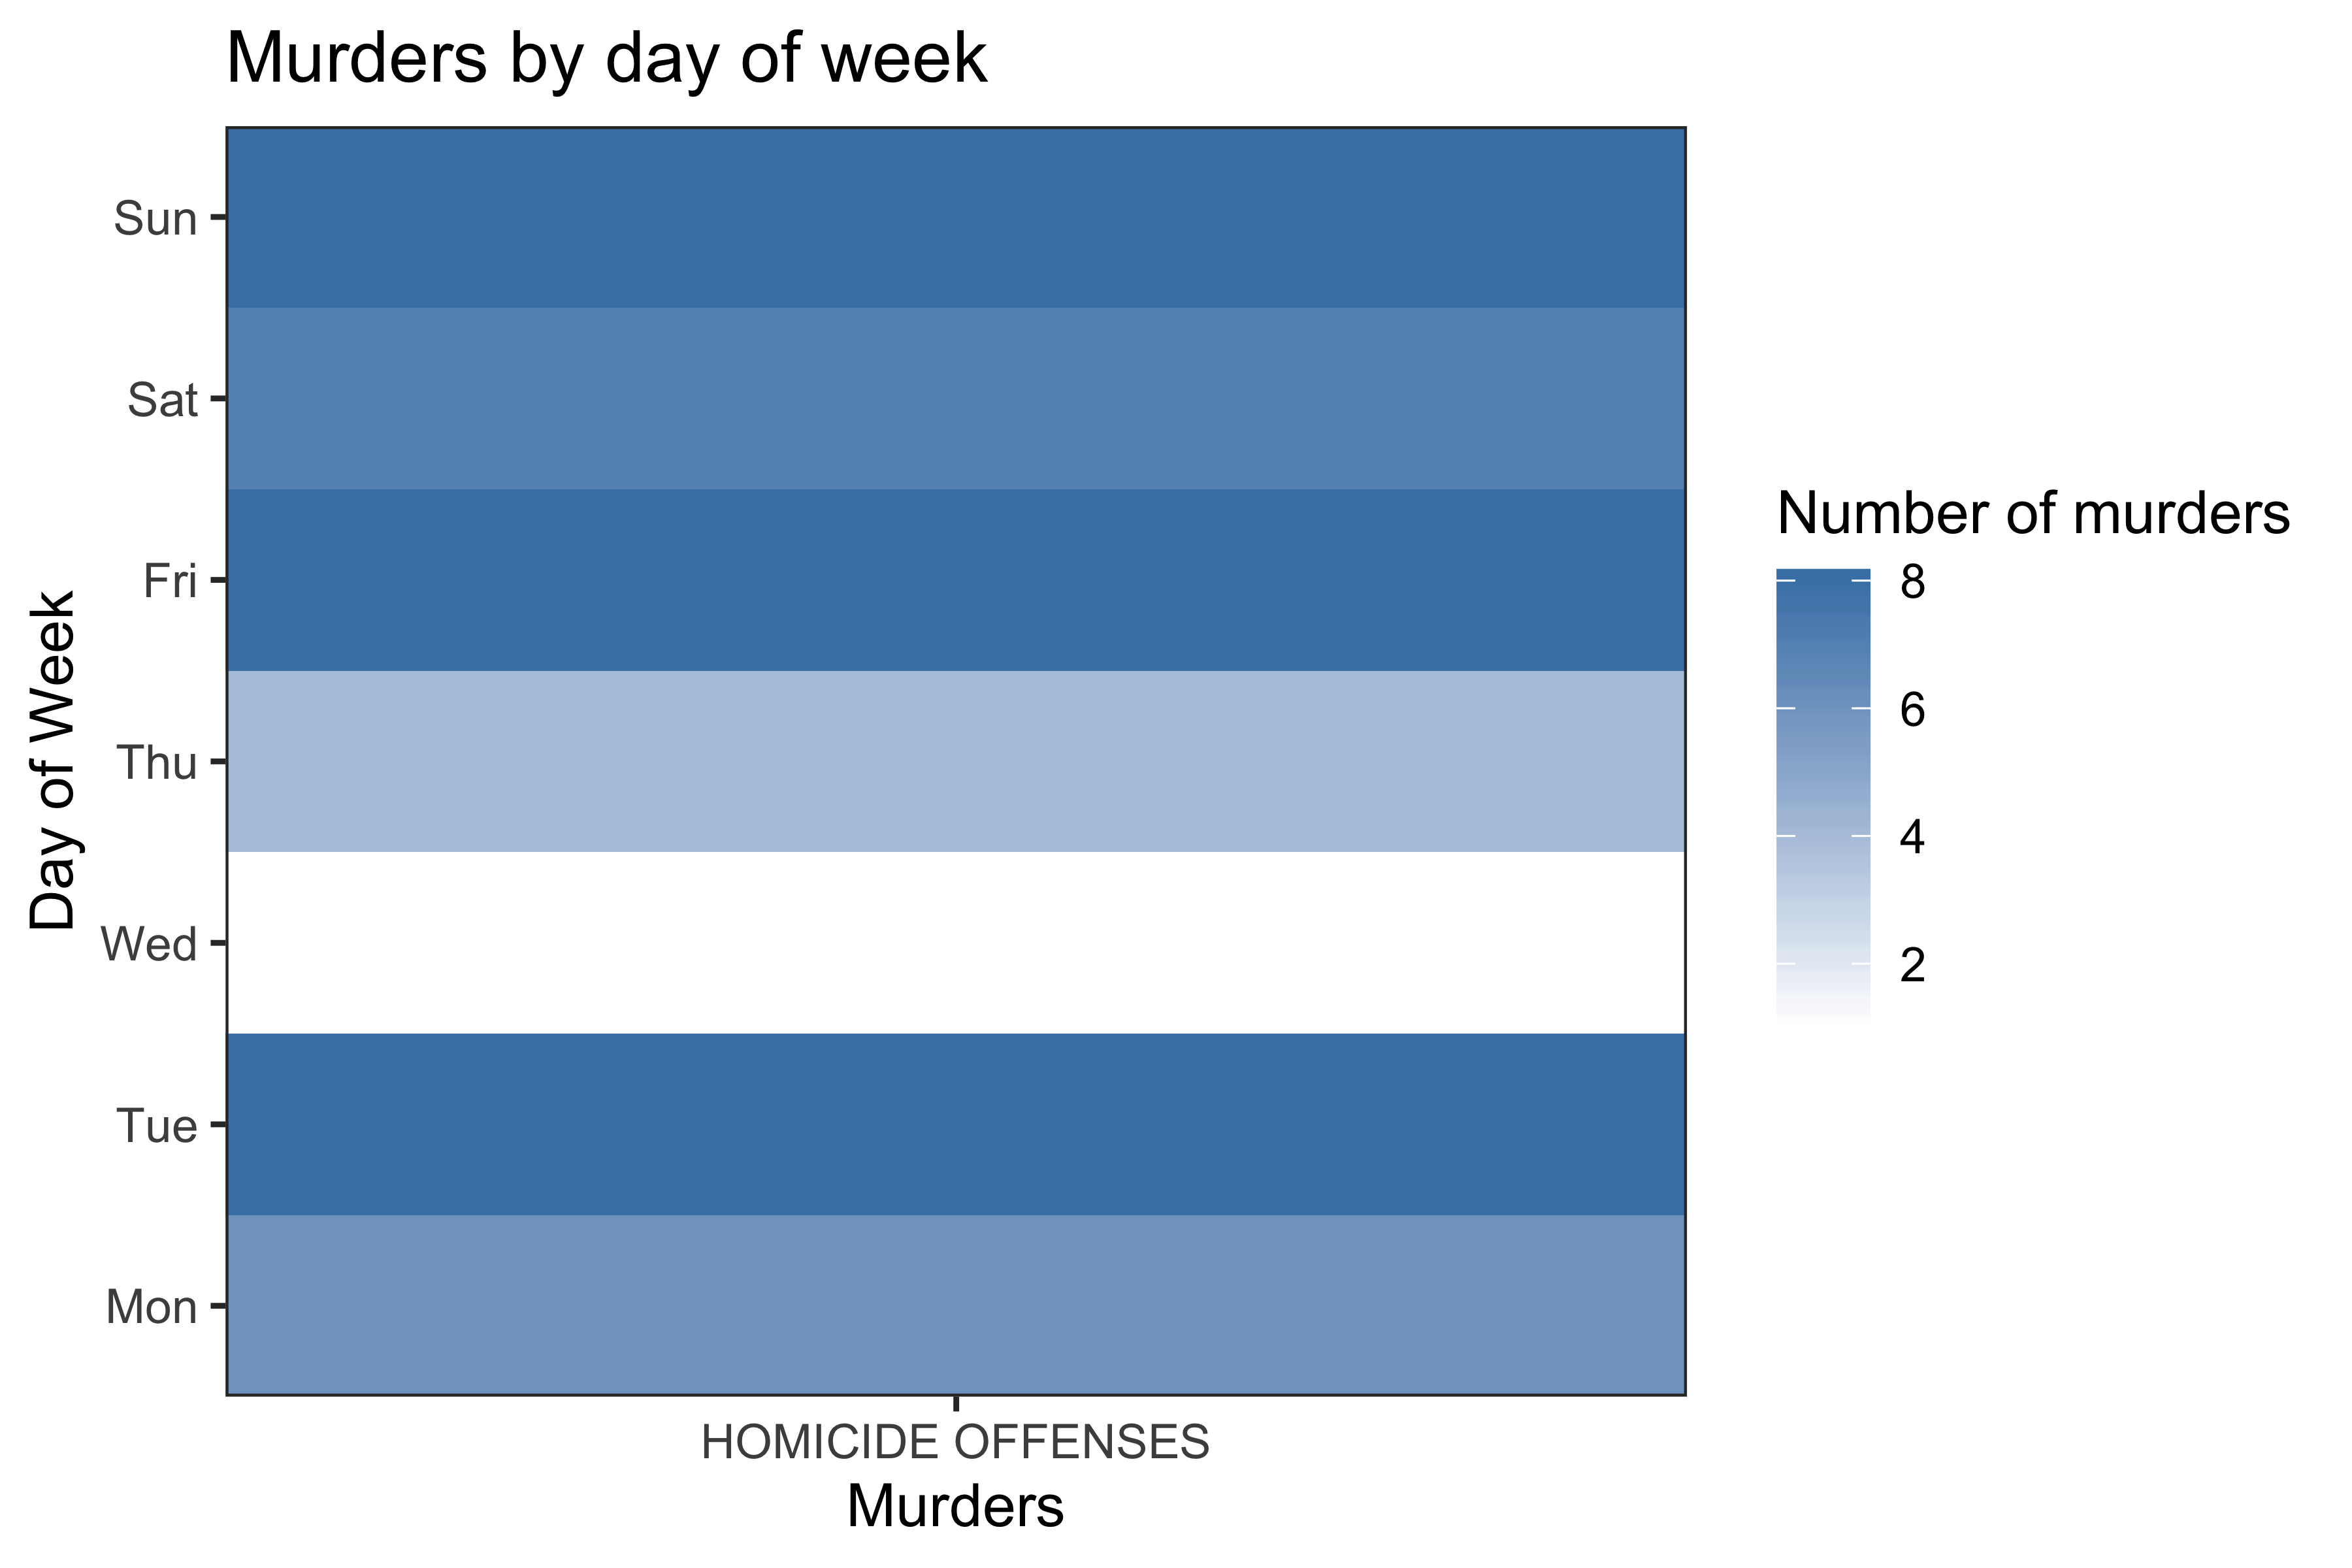 Murders by day of week
Day of Week
Sun
Sat
Fri
Thu
Wed
Tue
Mon
HOMICIDE OFFENSES
Murders
Number of murders
8
6
4
2